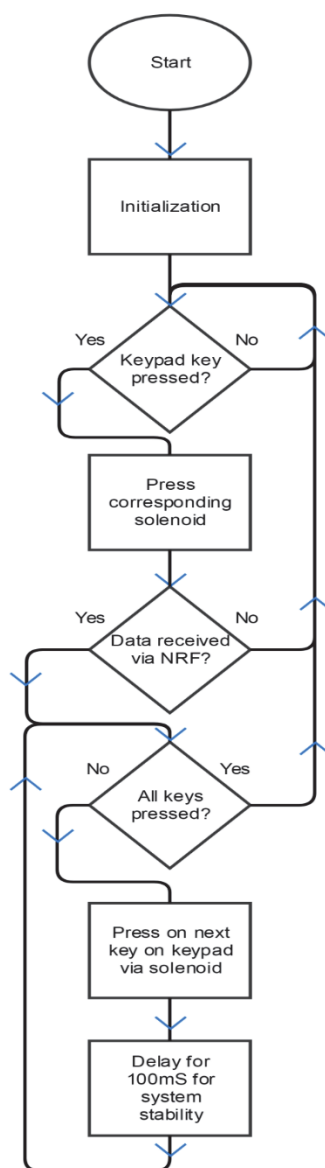 Start
Initialization
Yes
No
Keypad key
pressed?
Press
corresponding
solenoid
Yes
No
Data received
via NRF?
No
Yes
All keys
pressed?
Press on next
key on keypad
via solenoid
Delay for
100mS for
system
stability